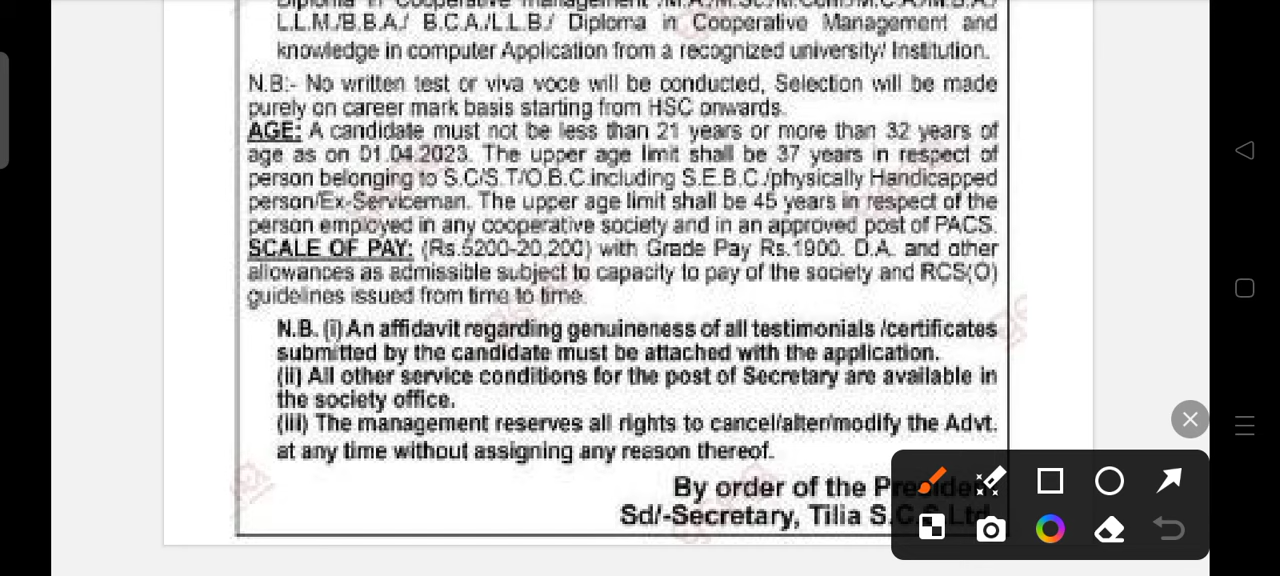 Diploma in Cooperative management /M.A./M.Sc./M.Com/M.C.A./M.B.A/
L.L.M./B.B.A./ B.C.A./L.L.B./ Diploma in Cooperative Management and
knowledge in computer Application from a recognized university/ Institution.
N.B:- No written test or viva voce will be conducted, Selection will be made
purely on career mark basis starting from HSC onwards.
AGE: A candidate must not be less than 21 years or more than 32 years of
age as on 01.04.2023. The upper age limit shall be 37 years in respect of
person belonging to S.C/S.T/O.B.C.including S.E.B.C./physically Handicapped
person/Ex-Serviceman. The upper age limit shall be 45 years in respect of the
person employed in any cooperative society and in an approved post of PACS.
SCALE OF PAY: (Rs.5200-20,200) with Grade Pay Rs.1900. D.A. and other
allowances as admissible subject to capacity to pay of the society and RCS(O)
guidelines issued from time to time.
N.B. (i) An affidavit regarding genuineness of all testimonials /certificates
submitted by the candidate must be attached with the application.
(ii) All other service conditions for the post of Secretary are available in
the society office.
(iii) The management reserves all rights to cancel/alter/modify the Advt.
at any time without assigning any reason thereof.
By order of the President
Sd/-Secretary, Tilia S.C.S Ltd.